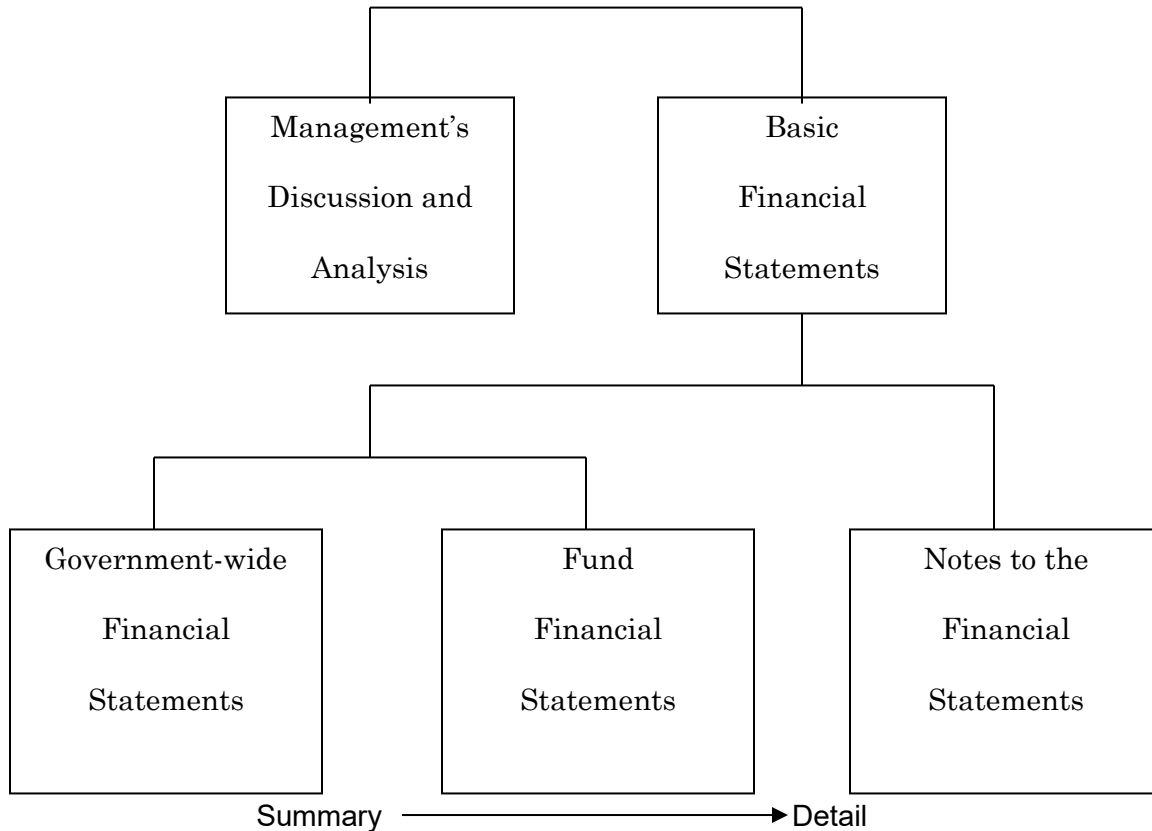 Management’s
Discussion and
Analysis
Basic
Financial
Statements
Government-wide
Financial
Statements
Fund
Financial
Statements
Notes to the
Financial
Statements
Summary
Detail